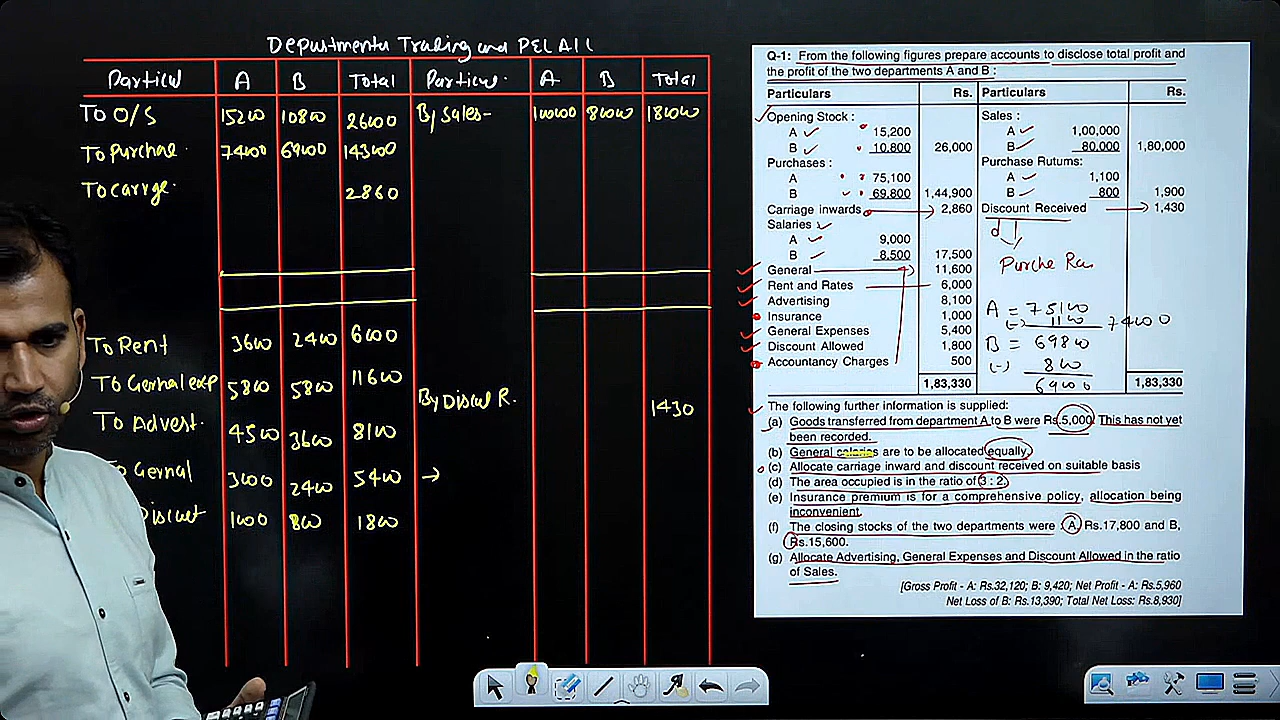 Departmental Trading and P&L A/C
Particul A B Total Particul. A B Total
To O/S 15200 10800 26000 By Sales- 100000 80000 180000
To Purchase. 74000 69000 143000
To Carrge. 2860
To Rent 3600 2400 6000
To Gernal exp 5800 5800 11600
By Discul R. 1430
To Advest. 4500 3600 8100
To Gernal 3000 2400 5400 →
Discut 1000 800 1800
Q-1: From the following figures prepare accounts to disclose total profit and
the profit of the two departments A and B :
Particulars Rs. Particulars Rs.
Opening Stock : Sales :
A 15,200 A 1,00,000
B 10,800 26,000 B 80,000 1,80,000
Purchases : Purchase Ruturns:
A 75,100 A 1,100
B 69,800 1,44,900 800 1,900
Carriage inwards 2,860 Discount Received 1,430
Salaries :
A 9,000
B 8,500 17,500
General 11,600
Rent and Rates 6,000
Advertising 8,100
Insurance 1,000
General Expenses 5,400
Discount Allowed 1,800
Accountancy Charges 500
1,83,330 1,83,330
Purche Ra.
A = 75100
(-) 1100 74000
B = 69800
(-) 800
69000
The following further information is supplied:
(a) Goods transferred from department A to B were Rs.5,000. This has not yet
been recorded.
(b) General salaries are to be allocated equally.
(c) Allocate carriage inward and discount received on suitable basis
(d) The area occupied is in the ratio of 3 : 2.
(e) Insurance premium is for a comprehensive policy, allocation being
inconvenient.
(f) The closing stocks of the two departments were : A, Rs.17,800 and B,
Rs.15,600.
(g) Allocate Advertising, General Expenses and Discount Allowed in the ratio
of Sales.
[Gross Profit - A: Rs.32,120; B: 9,420; Net Profit - A: Rs.5,960
Net Loss of B: Rs.13,390; Total Net Loss: Rs.8,930]